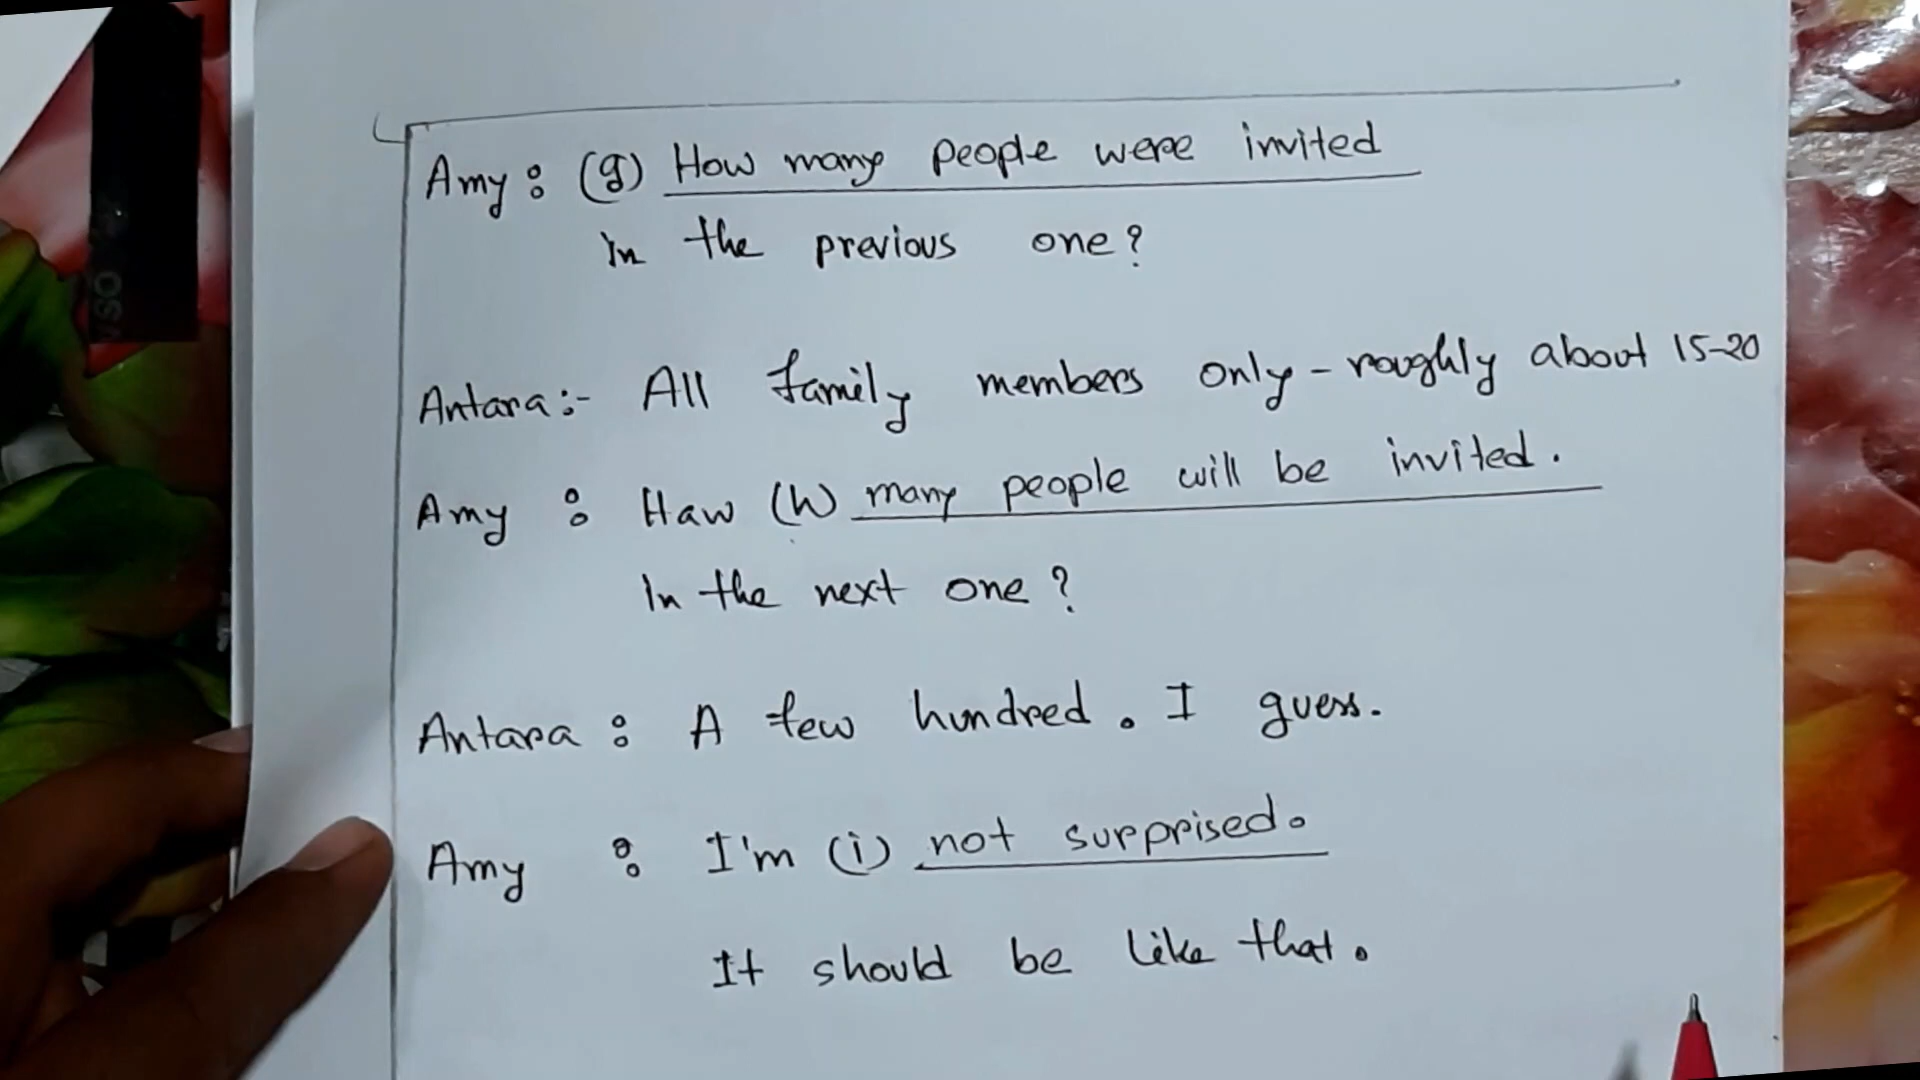 Amy : (g) How many people were invited
in the previous one?
Antara :- All family members only - roughly about 15-20
Amy : Haw (h) many people will be invited.
In the next one?
Antara : A few hundred. I guess.
Amy : I'm (i) not surprised.
It should be like that.